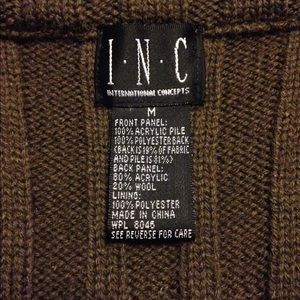 I·N·C
INTERNATIONAL CONCEPTS
M
FRONT PANEL:
100% ACRYLIC PILE
100% POLYESTER BACK
(BACK IS 19% OF FABRIC
AND PILE IS 81%)
BACK PANEL:
80% ACRYLIC
20% WOOL
LINING:
100% POLYESTER
MADE IN CHINA
WPL 8045
SEE REVERSE FOR CARE